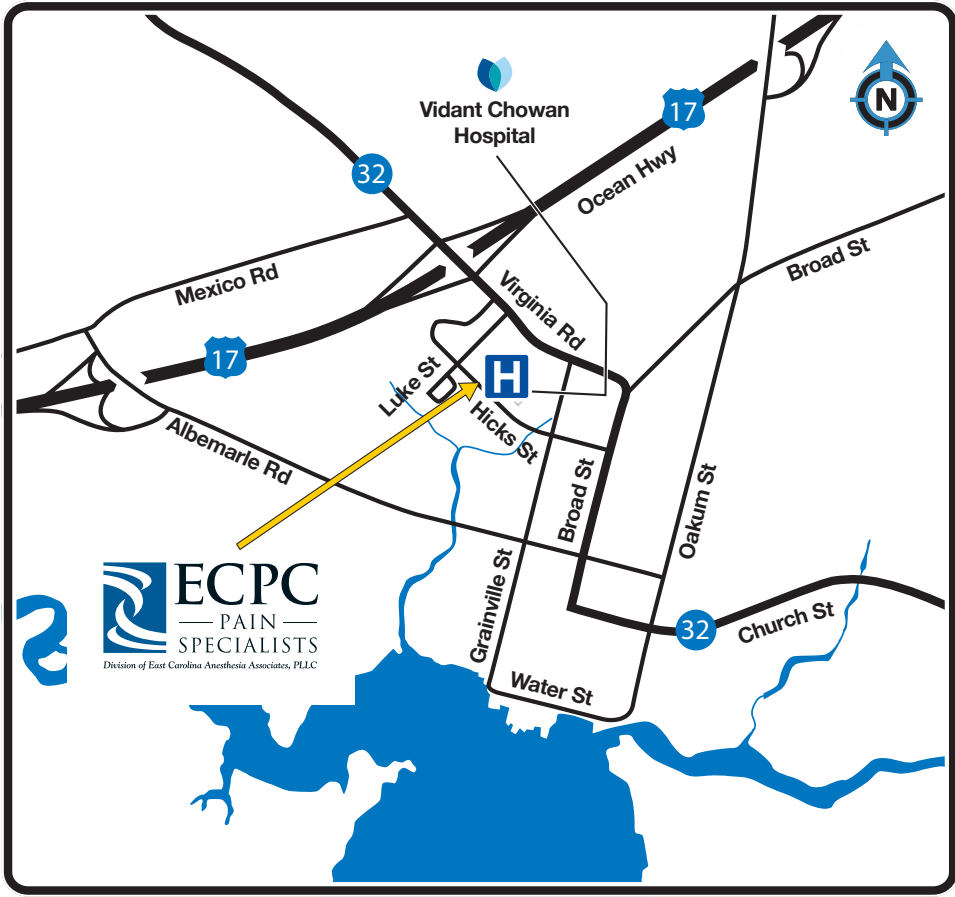 Vidant Chowan
Hospital
17
N
32
Ocean Hwy
Broad St
Mexico Rd
Virginia Rd
17
H
Luke St
Hicks St
Albemarle Rd
Broad St
Oakum St
ECPC
PAIN
SPECIALISTS
Division of East Carolina Anesthesia Associates, PLLC
Grainville St
32
Church St
Water St